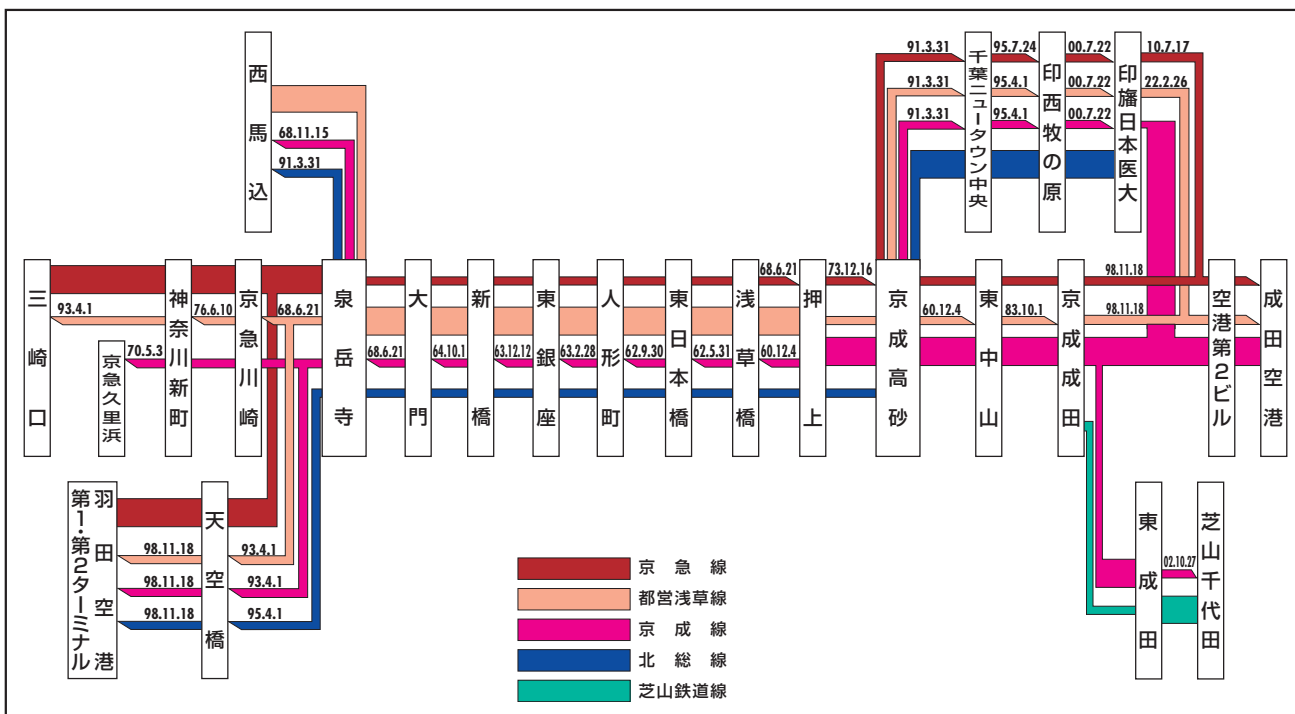 西馬込
68.11.15
91.3.31
91.3.31
95.7.24
00.7.22
10.7.17
91.3.31
95.4.1
00.7.22
22.2.26
91.3.31
95.4.1
00.7.22
千葉ニュータウン中央
印西牧の原
印旛日本医大
三崎口
93.4.1
神奈川新町
76.6.10
京急川崎
68.6.21
泉岳寺
大門
新橋
東銀座
人形町
東日本橋
浅草橋
68.6.21
押上
73.12.16
京成高砂
60.12.4
東中山
83.10.1
京成成田
98.11.18
98.11.18
空港第2ビル
成田空港
70.5.3
京急久里浜
68.6.21
64.10.1
63.12.12
63.2.28
62.9.30
62.5.31
60.12.4
羽田空港
第1・第2ターミナル
98.11.18
98.11.18
98.11.18
天空橋
93.4.1
93.4.1
95.4.1
東成田
02.10.27
芝山千代田
京急線
都営浅草線
京成線
北総線
芝山鉄道線